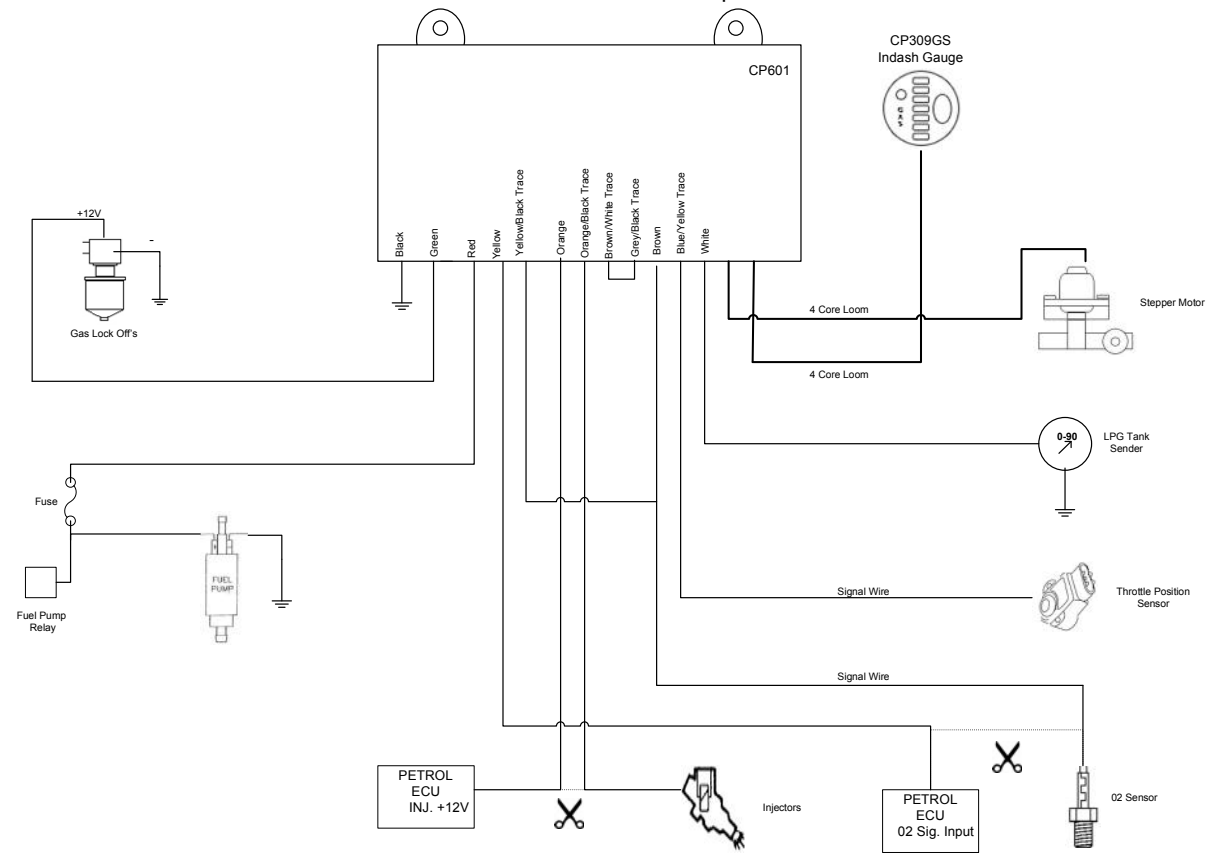 CP601
CP309GS
Indash Gauge
Black
Green
Red
Yellow
Yellow/Black Trace
Orange
Orange/Black Trace
Brown/White Trace
Grey/Black Trace
Brown
Blue/Yellow Trace
White
+12V
-
Gas Lock Off's
4 Core Loom
4 Core Loom
Stepper Motor
0-90
LPG Tank
Sender
Fuse
FUEL
PUMP
Fuel Pump
Relay
Signal Wire
Throttle Position
Sensor
Signal Wire
PETROL
ECU
INJ. +12V
Injectors
PETROL
ECU
02 Sig. Input
02 Sensor